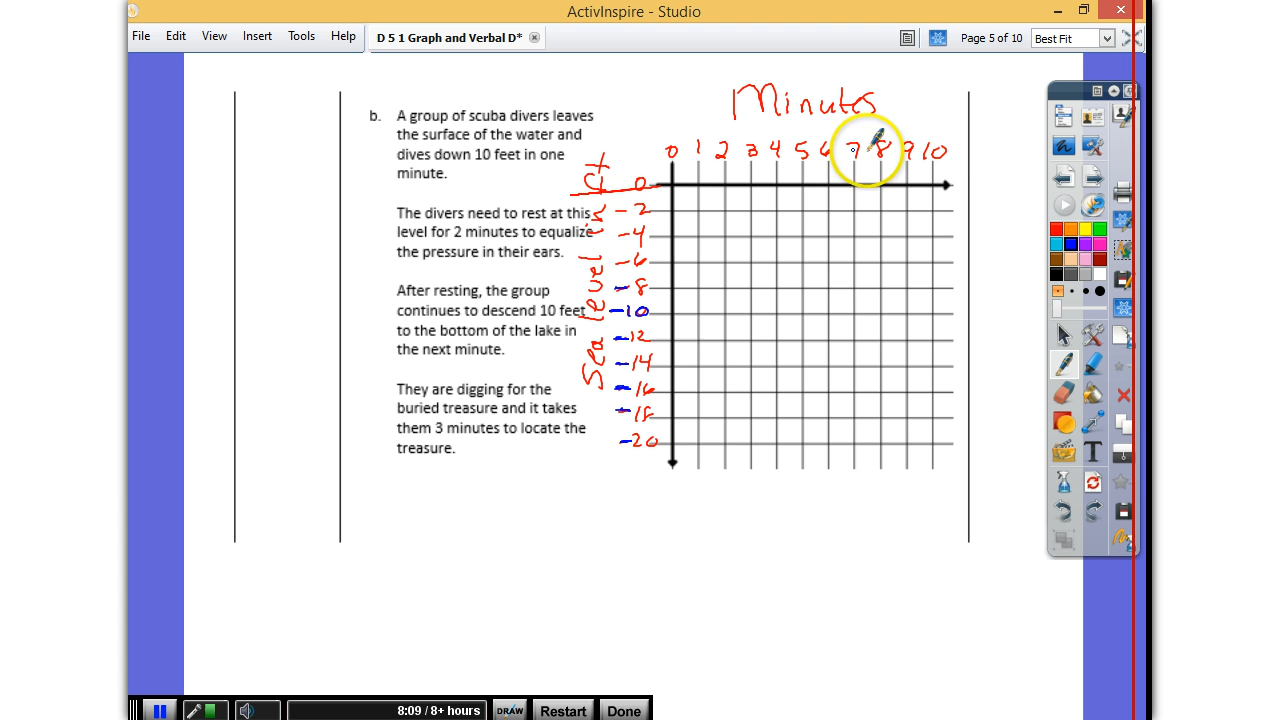 ActivInspire - Studio
File Edit View Insert Tools Help
D 5 1 Graph and Verbal D*
Page 5 of 10
Best Fit
b. A group of scuba divers leaves
the surface of the water and
dives down 10 feet in one
minute.
The divers need to rest at this
level for 2 minutes to equalize
the pressure in their ears.
After resting, the group
continues to descend 10 feet
to the bottom of the lake in
the next minute.
They are digging for the
buried treasure and it takes
them 3 minutes to locate the
treasure.
Minutes
0 1 2 3 4 5 6 7 8 9 10
Sea level is
0
-2
-4
-6
-8
-10
-12
-14
-16
-18
-20
T
8:09 / 8+ hours
DRAW
Restart
Done